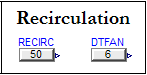 Recirculation
RECIRC DTFAN
50 6